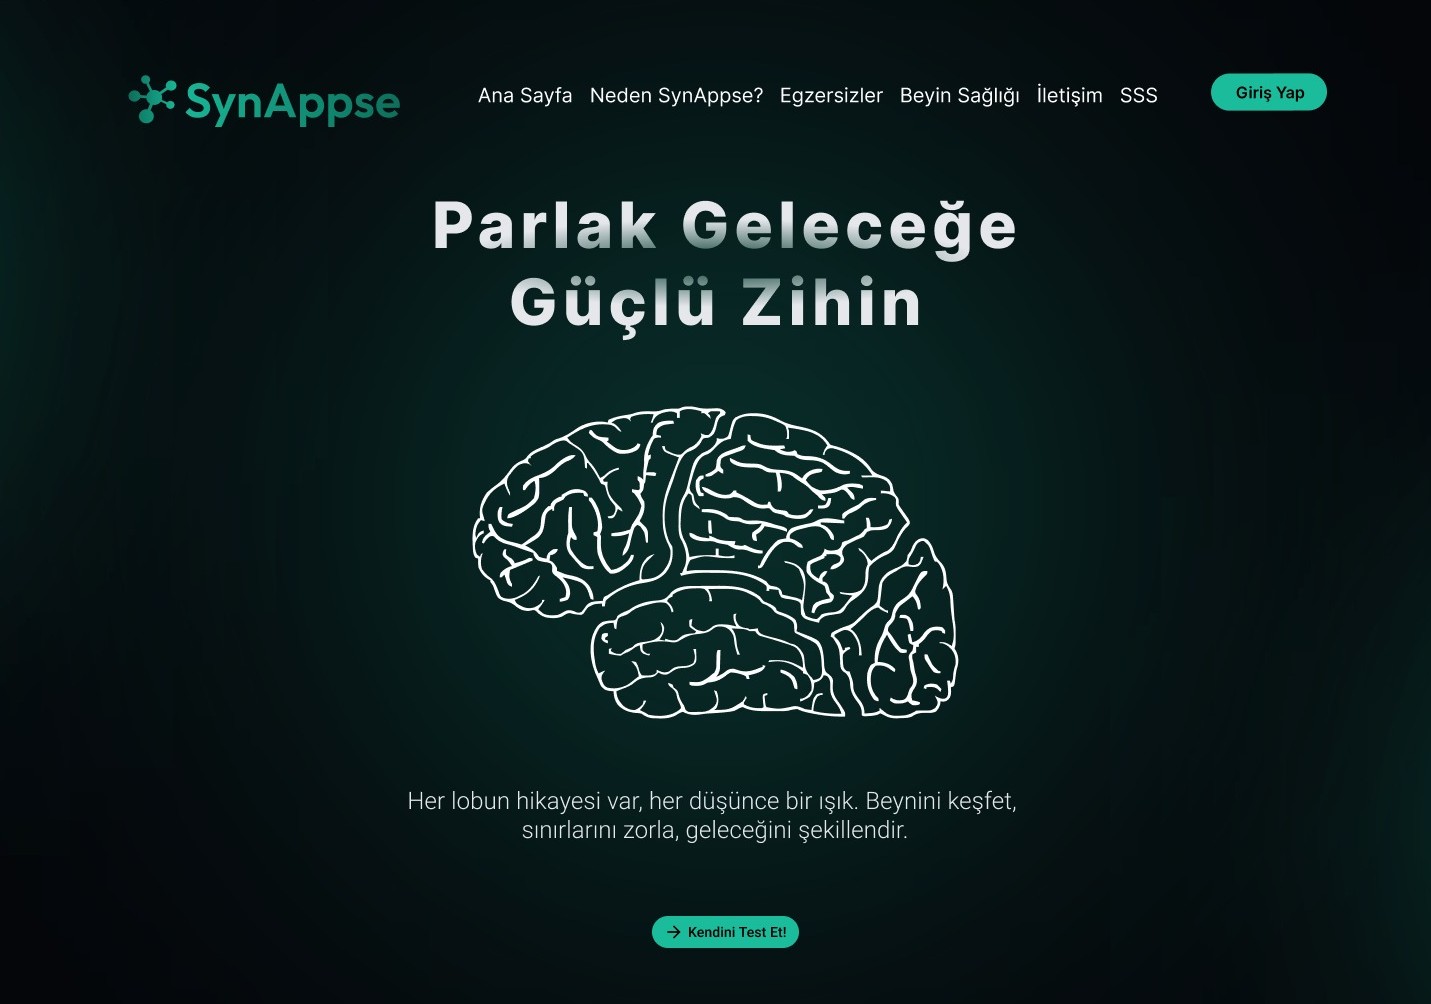 SynAppse
Ana Sayfa Neden SynAppse? Egzersizler Beyin Sağlığı İletişim SSS
Giriş Yap
Parlak Geleceğe
Güçlü Zihin
Her lobun hikayesi var, her düşünce bir ışık. Beynini keşfet,
sınırlarını zorla, geleceğini şekillendir.
Kendini Test Et!